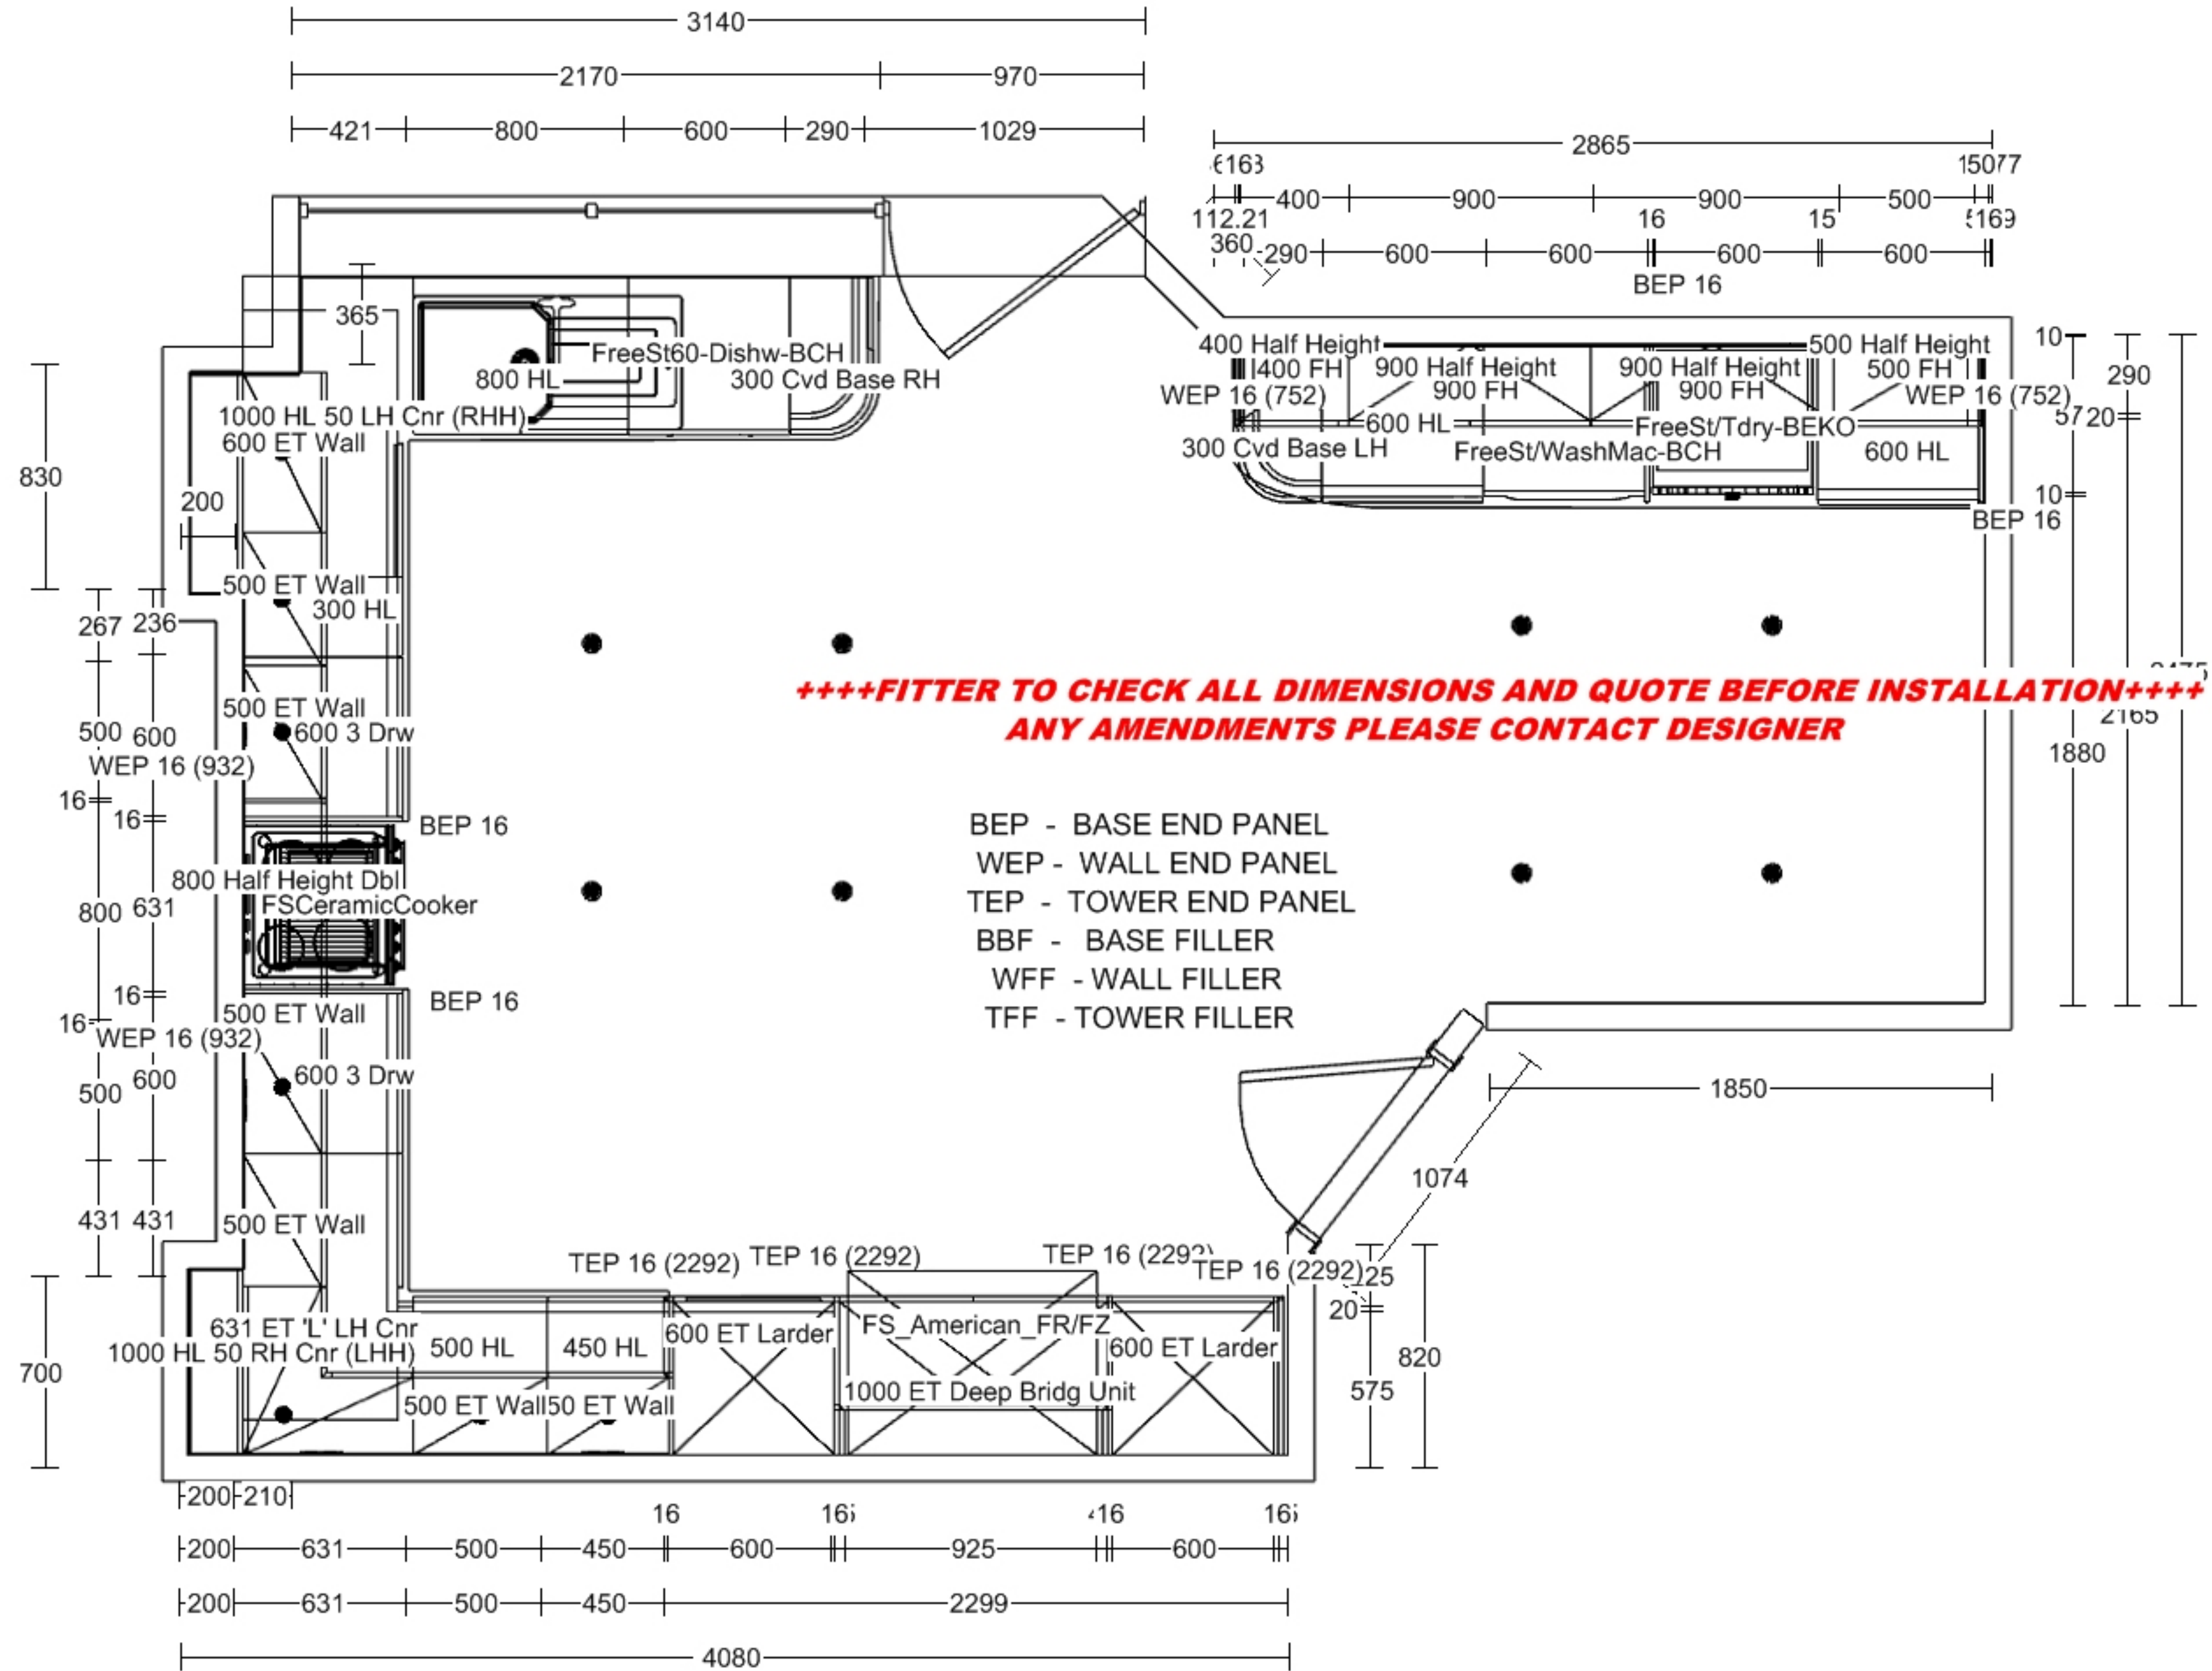 3140
2170 970
421 800 600 290 1029
2865
400 900 900 500
112.21 16 15
360 290 600 600 600 600
BEP 16
365
400 Half Height 500 Half Height
400 FH 900 Half Height 900 Half Height 500 FH
900 FH 900 FH
WEP 16 (752) WEP 16 (752)
10
290
20
FreeSt60-Dishw-BCH
800 HL 300 Cvd Base RH
1000 HL 50 LH Cnr (RHH)
600 ET Wall
600 HL FreeSt/Tdry-BEKO
300 Cvd Base LH FreeSt/WashMac-BCH 600 HL
830
200
10
BEP 16
500 ET Wall
300 HL
267 236
++++FITTER TO CHECK ALL DIMENSIONS AND QUOTE BEFORE INSTALLATION++++
ANY AMENDMENTS PLEASE CONTACT DESIGNER
2165
1880
500 ET Wall
500 600 600 3 Drw
WEP 16 (932)
16
16
BEP 16
800 Half Height Dbl
FSCeramicCooker
800 631
BEP - BASE END PANEL
WEP - WALL END PANEL
TEP - TOWER END PANEL
BBF - BASE FILLER
WFF - WALL FILLER
TFF - TOWER FILLER
16
16
BEP 16
500 ET Wall
WEP 16 (932)
500 600 600 3 Drw
1850
1074
431 431 500 ET Wall
TEP 16 (2292) TEP 16 (2292) TEP 16 (2292) TEP 16 (2292)
20
631 ET 'L' LH Cnr
1000 HL 50 RH Cnr (LHH) 500 HL 450 HL 600 ET Larder FS_American_FR/FZ 600 ET Larder
700
820
575
500 ET Wall 50 ET Wall 1000 ET Deep Bridg Unit
200 210
16 16 16 16
200 631 500 450 600 925 600
200 631 500 450 2299
4080